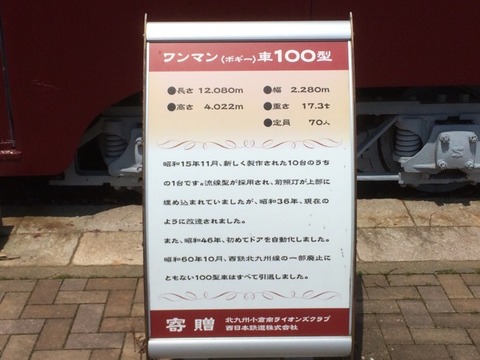 ワンマン(ボギー)車100型
●長さ 12.080m ●幅 2.280m
●高さ 4.022m ●重さ 17.3t
●定員 70人
昭和15年11月、新しく製作された10台のうち
の1台です。流線型が採用され、前照灯が上部に
埋め込まれていましたが、昭和36年、現在の
ように改造されました。
また、昭和46年、初めてドアを自動化しました。
昭和60年10月、西鉄北九州線の一部廃止に
ともない100型車はすべて引退しました。
寄贈 北九州小倉南ライオンズクラブ
西日本鉄道株式会社